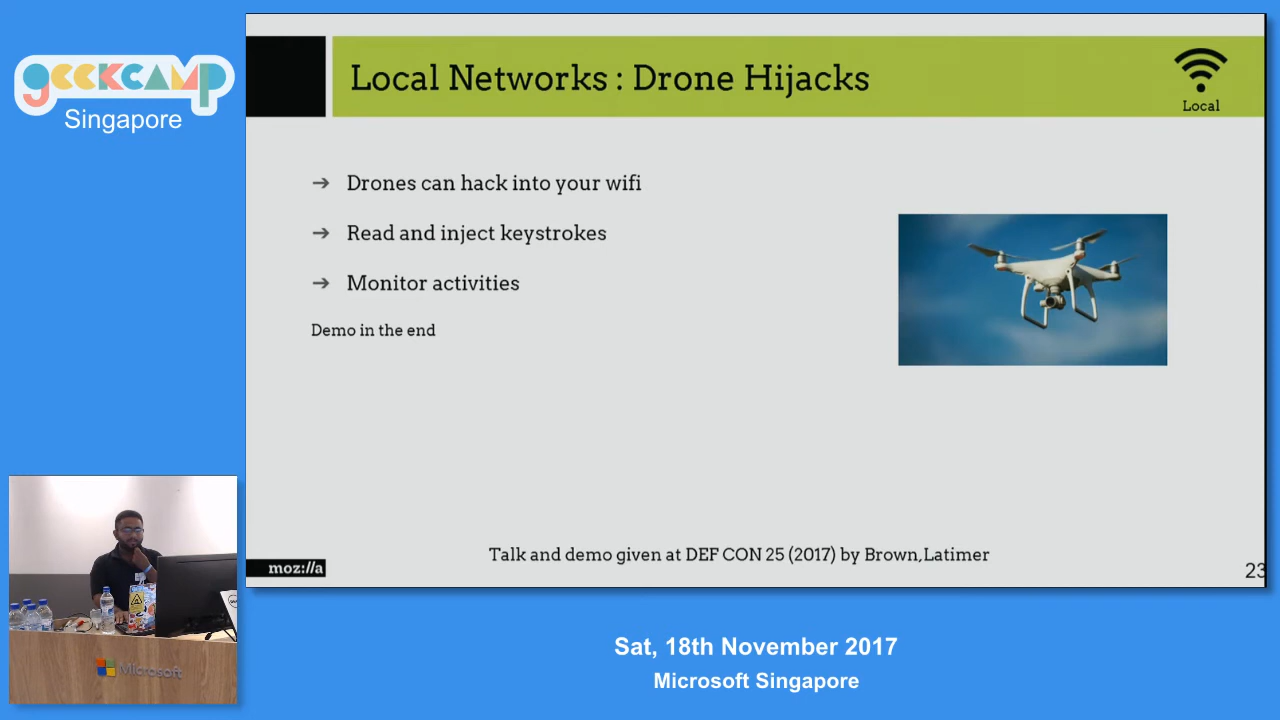 geekcamp
Singapore
Local Networks : Drone Hijacks
Local
➔ Drones can hack into your wifi
➔ Read and inject keystrokes
➔ Monitor activities
Demo in the end
Talk and demo given at DEF CON 25 (2017) by Brown,Latimer
moz://a
23
Microsoft
Sat, 18th November 2017
Microsoft Singapore